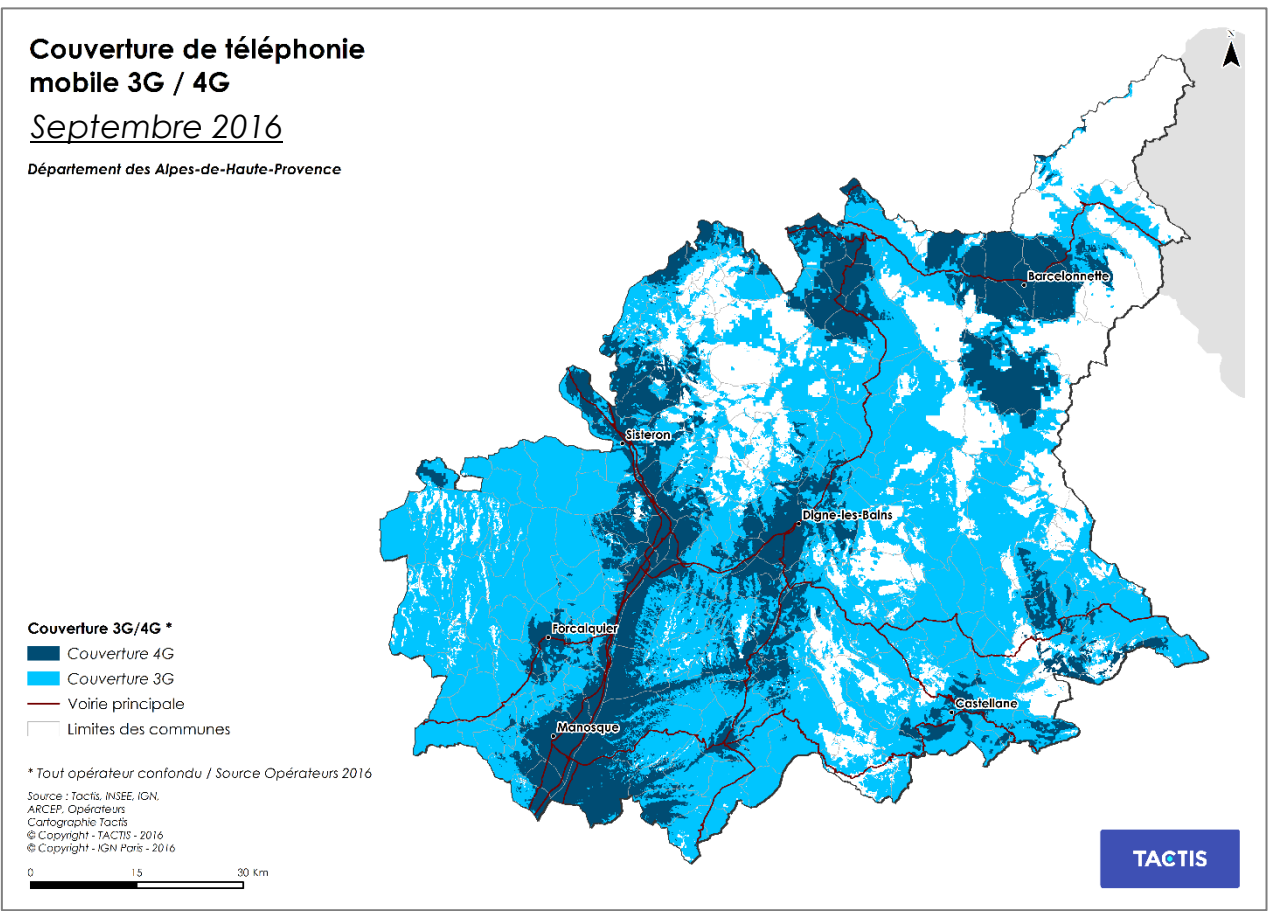 Couverture de téléphonie
mobile 3G / 4G
Septembre 2016
Département des Alpes-de-Haute-Provence
N
Barcelonnette
Sisteron
Digne-les-Bains
Forcalquier
Castellane
Manosque
Couverture 3G/4G *
Couverture 4G
Couverture 3G
Voirie principale
Limites des communes
* Tout opérateur confondu / Source Opérateurs 2016
Source : Tactis, INSEE, IGN,
ARCEP, Opérateurs
Cartographie Tactis
© Copyright - TACTIS - 2016
© Copyright - IGN Paris - 2016
0 15 30 Km
TACTIS